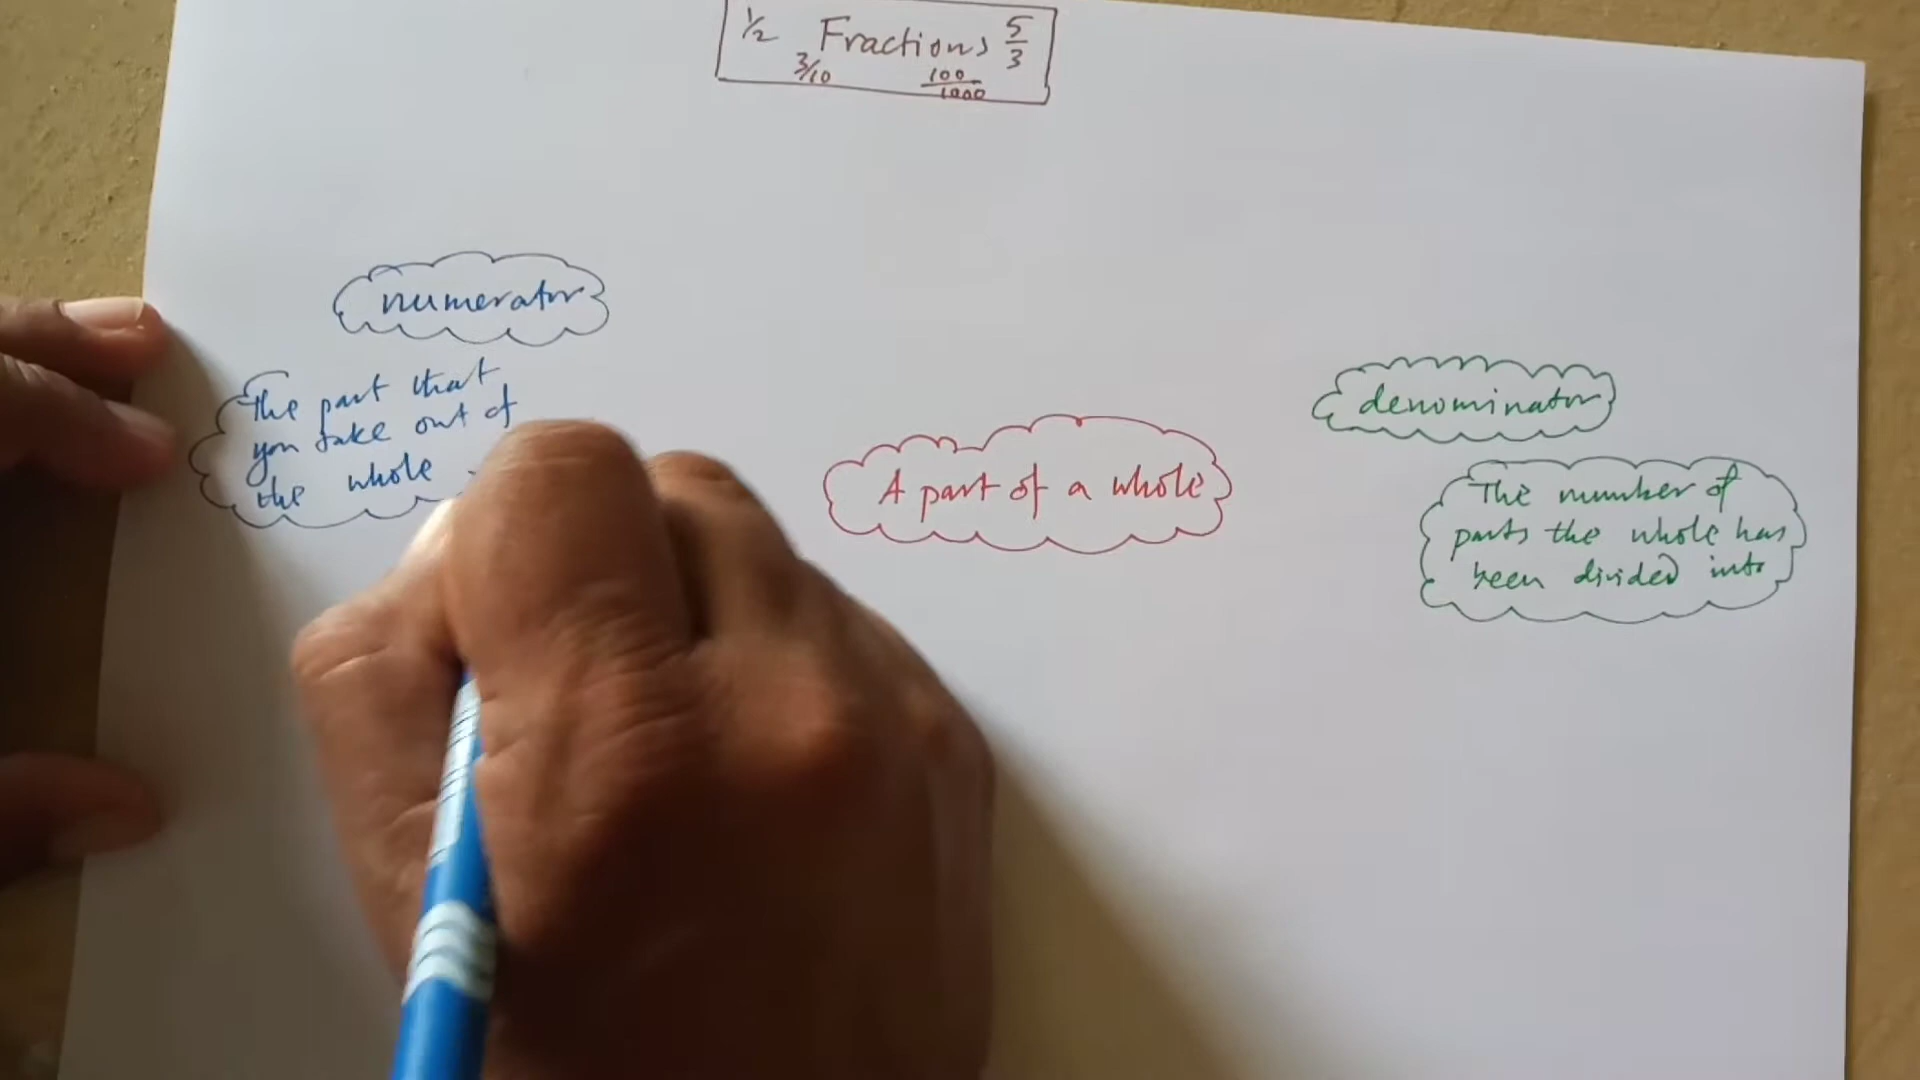 1/2 Fractions 5/3
3/10 100/1000
numerator
The part that
you take out of
the whole
A part of a whole
denominator
The number of
parts the whole has
been divided into